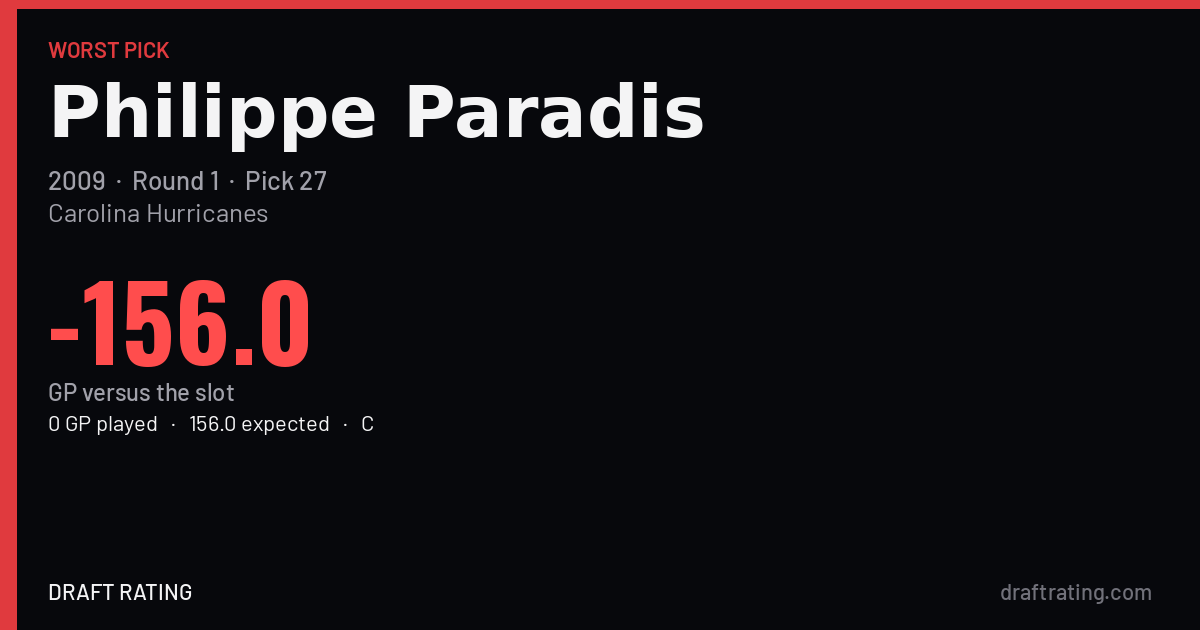 WORST PICK
Philippe Paradis
2009 · Round 1 · Pick 27
Carolina Hurricanes
-156.0
GP versus the slot
0 GP played · 156.0 expected · C
DRAFT RATING
draftrating.com